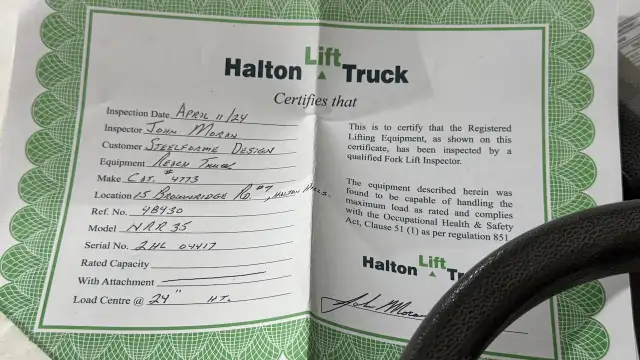 Halton Lift Truck
Certifies that
Inspection Date APRIL 11/24
Inspector JOHN MORAN
Customer STEELFORME DESIGN
Equipment REACH TRUCK
Make CAT. # 4773
Location 15 BROWNRIDGE RD. #7, HALTON HILLS.
Ref. No. 48930
Model NRR 35
Serial No. 2HL 04417
Rated Capacity
With Attachment
Load Centre @ 24" HT.
This is to certify that the Registered
Lifting Equipment, as shown on this
certificate, has been inspected by a
qualified Fork Lift Inspector.
The equipment described herein was
found to be capable of handling the
maximum load as rated and complies
with the Occupational Health & Safety
Act, Clause 51 (1) as per regulation 851
Halton Lift
John Moran